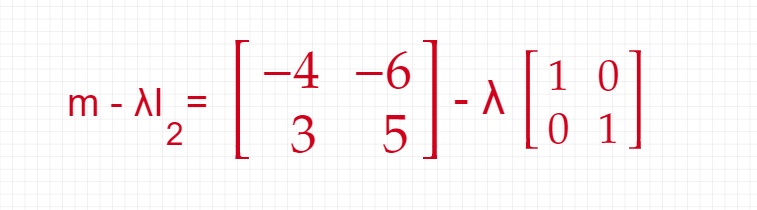 m - λI₂ = [ −4 −6 ] - λ [ 1 0 ]
[ 3 5 ] [ 0 1 ]